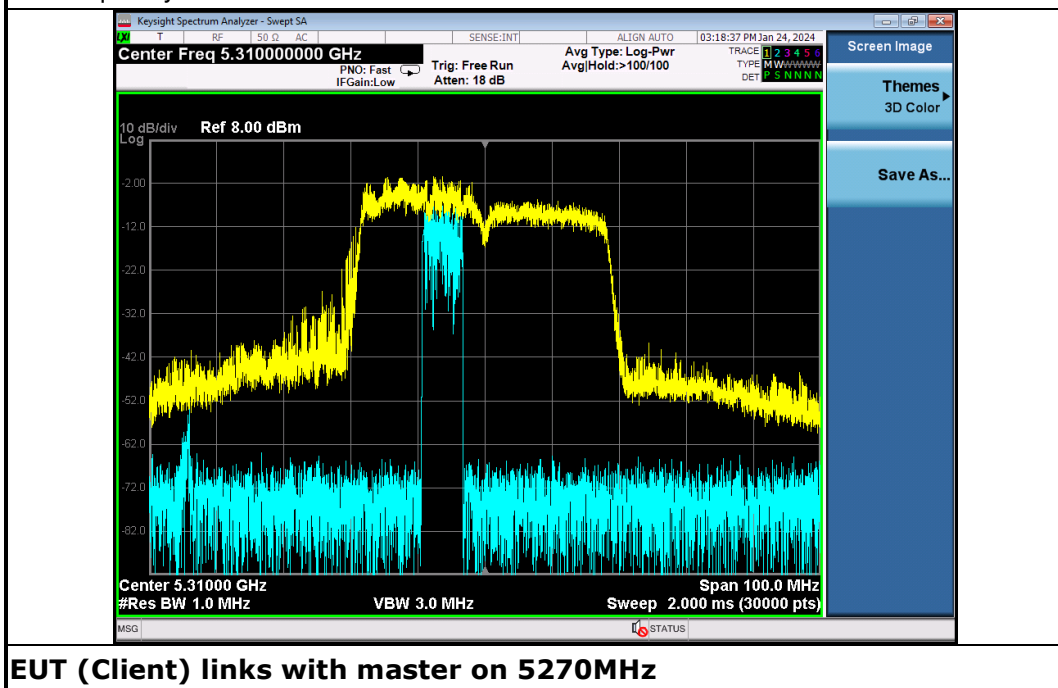 Keysight Spectrum Analyzer - Swept SA
LXI T RF 50 Ω AC SENSE:INT ALIGN AUTO 03:18:37 PM Jan 24, 2024
Center Freq 5.310000000 GHz
PNO: Fast
IFGain:Low
Trig: Free Run
Atten: 18 dB
Avg Type: Log-Pwr
Avg|Hold:>100/100
TRACE 1 2 3 4 5 6
TYPE MWWWWW
DET P S N N N N
Screen Image
Themes
3D Color
Save As...
10 dB/div Ref 8.00 dBm
Log
-2.00
-12.0
-22.0
-32.0
-42.0
-52.0
-62.0
-72.0
-82.0
Center 5.31000 GHz Span 100.0 MHz
#Res BW 1.0 MHz VBW 3.0 MHz Sweep 2.000 ms (30000 pts)
MSG STATUS
EUT (Client) links with master on 5270MHz